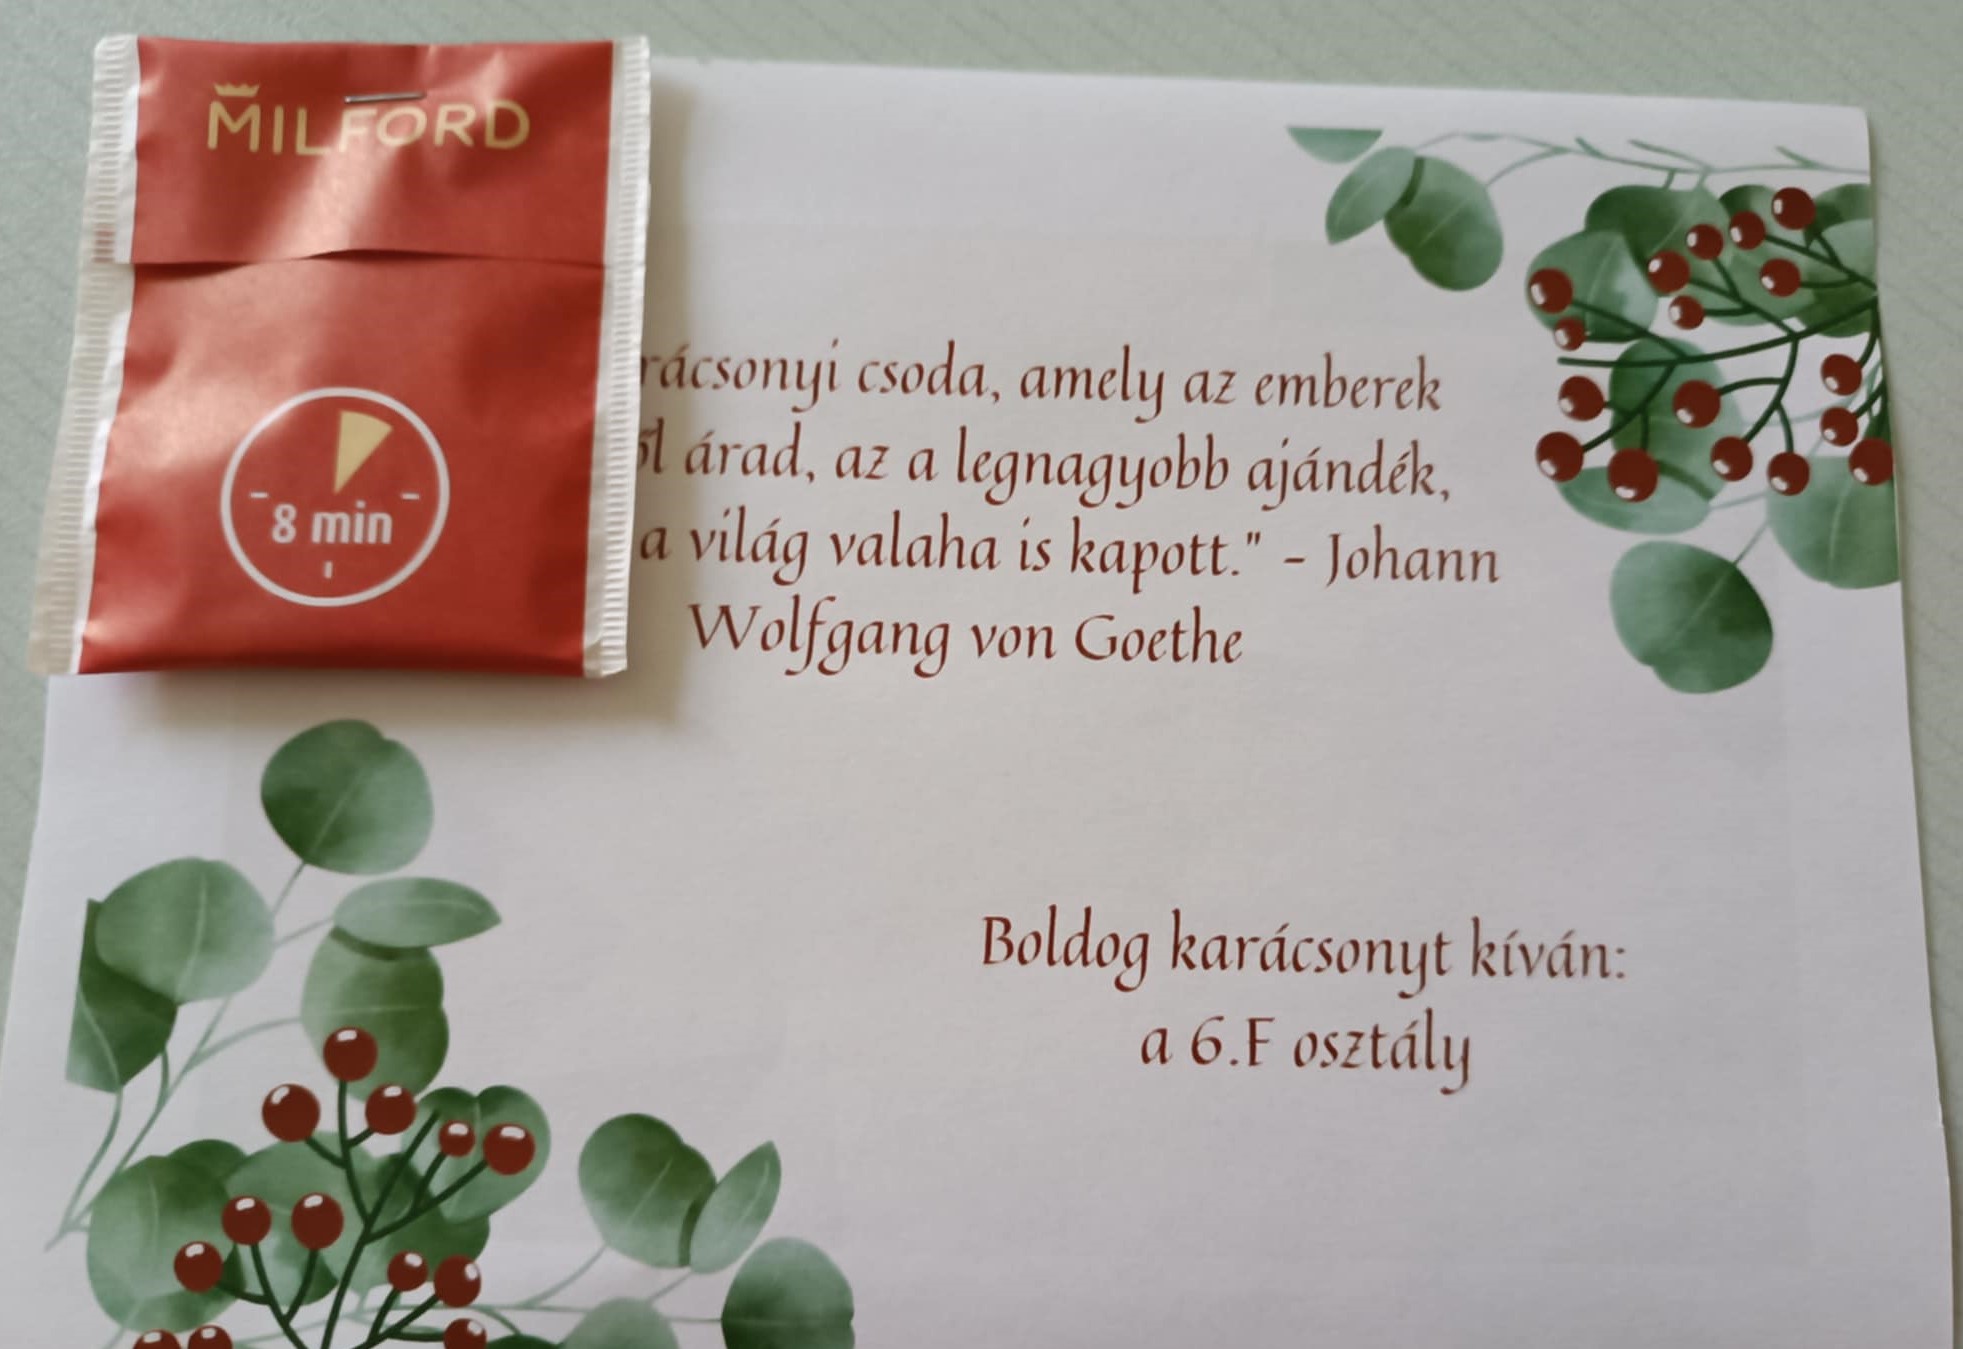 MILFORD
8 min
csoda, amely az emberek
árad, az a legnagyobb ajándék,
a világ valaha is kapott." - Johann
Wolfgang von Goethe
Boldog karácsonyt kíván:
a 6.F osztály